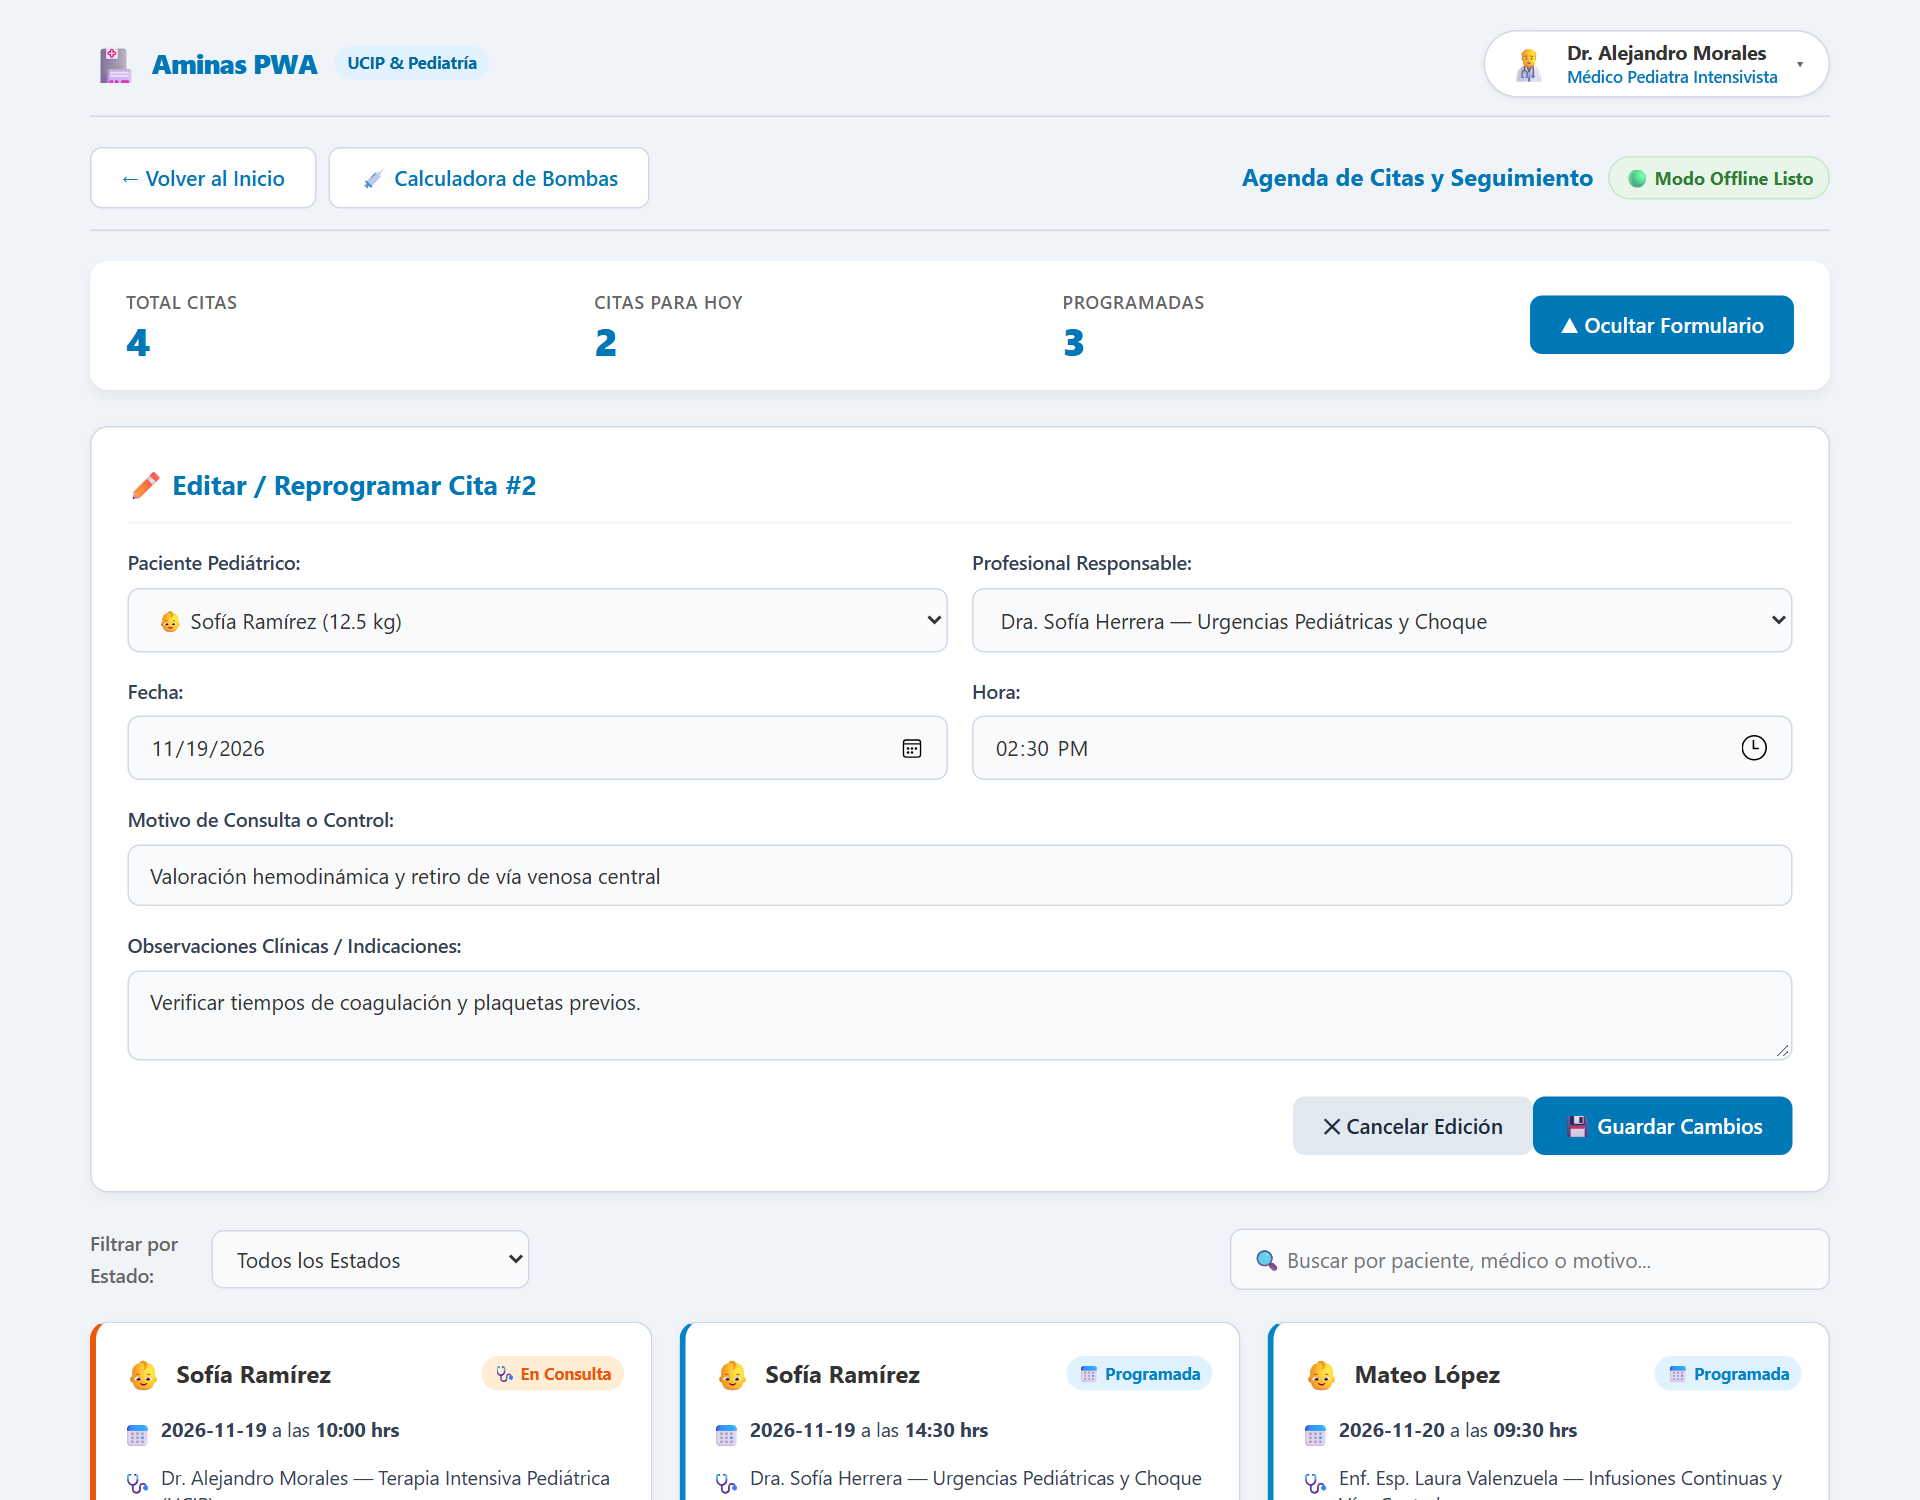 Aminas PWA
UCIP & Pediatría
Dr. Alejandro Morales
Médico Pediatra Intensivista
← Volver al Inicio
Calculadora de Bombas
Agenda de Citas y Seguimiento
Modo Offline Listo
TOTAL CITAS
4
CITAS PARA HOY
2
PROGRAMADAS
3
▲ Ocultar Formulario
Editar / Reprogramar Cita #2
Paciente Pediátrico:
Sofía Ramírez (12.5 kg)
Profesional Responsable:
Dra. Sofía Herrera — Urgencias Pediátricas y Choque
Fecha:
11/19/2026
Hora:
02:30 PM
Motivo de Consulta o Control:
Valoración hemodinámica y retiro de vía venosa central
Observaciones Clínicas / Indicaciones:
Verificar tiempos de coagulación y plaquetas previos.
✕ Cancelar Edición
Guardar Cambios
Filtrar por
Estado:
Todos los Estados
Buscar por paciente, médico o motivo...
Sofía Ramírez
En Consulta
2026-11-19 a las 10:00 hrs
Dr. Alejandro Morales — Terapia Intensiva Pediátrica
Sofía Ramírez
Programada
2026-11-19 a las 14:30 hrs
Dra. Sofía Herrera — Urgencias Pediátricas y Choque
Mateo López
Programada
2026-11-20 a las 09:30 hrs
Enf. Esp. Laura Valenzuela — Infusiones Continuas y